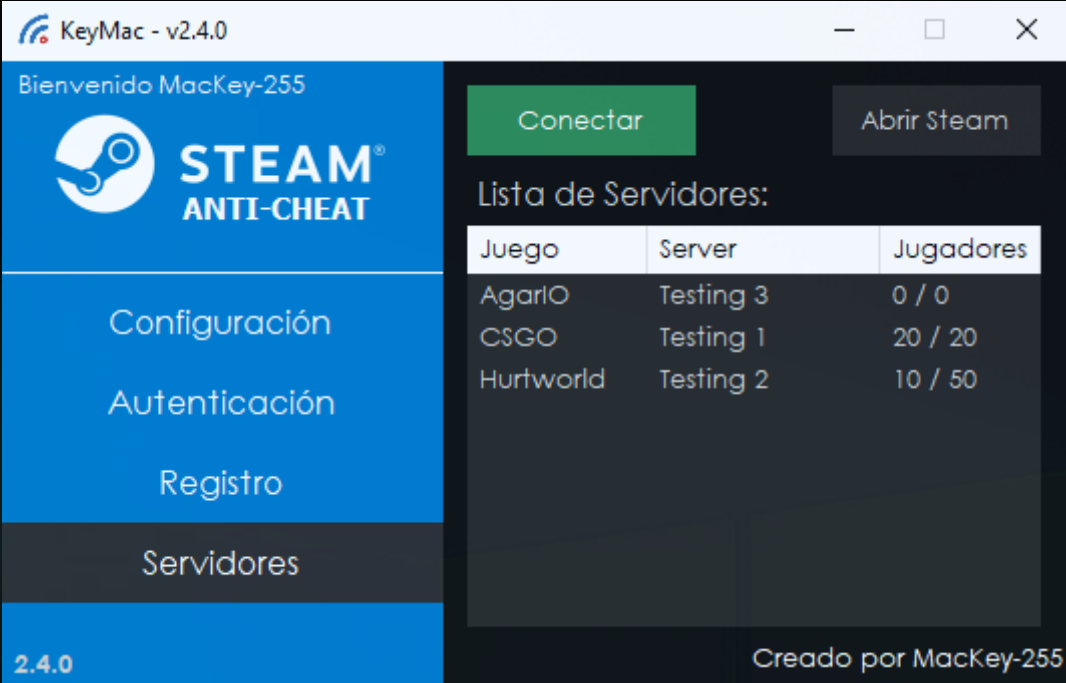 KeyMac - v2.4.0
Bienvenido MacKey-255
STEAM®
ANTI-CHEAT
Configuración
Autenticación
Registro
Servidores
2.4.0
Conectar
Abrir Steam
Lista de Servidores:
Juego Server Jugadores
AgarIO Testing 3 0 / 0
CSGO Testing 1 20 / 20
Hurtworld Testing 2 10 / 50
Creado por MacKey-255